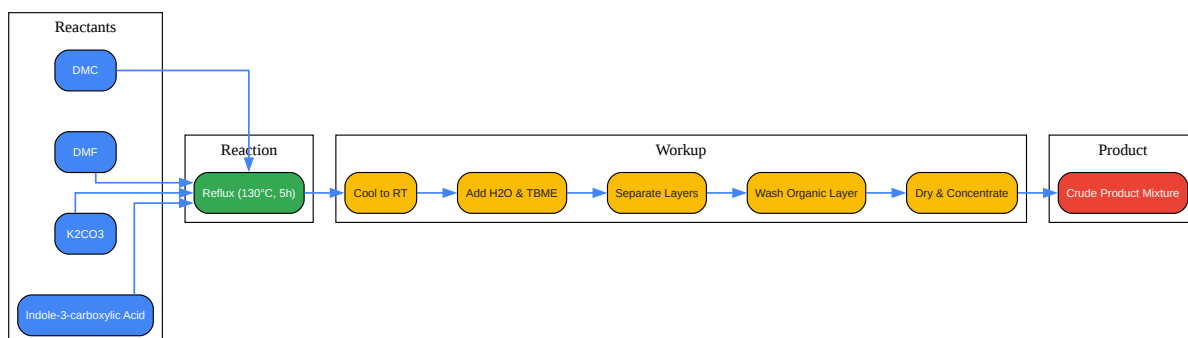 Reactants
DMC
DMF
K2CO3
Indole-3-carboxylic Acid
Reaction
Reflux (130°C, 5h)
Workup
Cool to RT
Add H2O & TBME
Separate Layers
Wash Organic Layer
Dry & Concentrate
Product
Crude Product Mixture